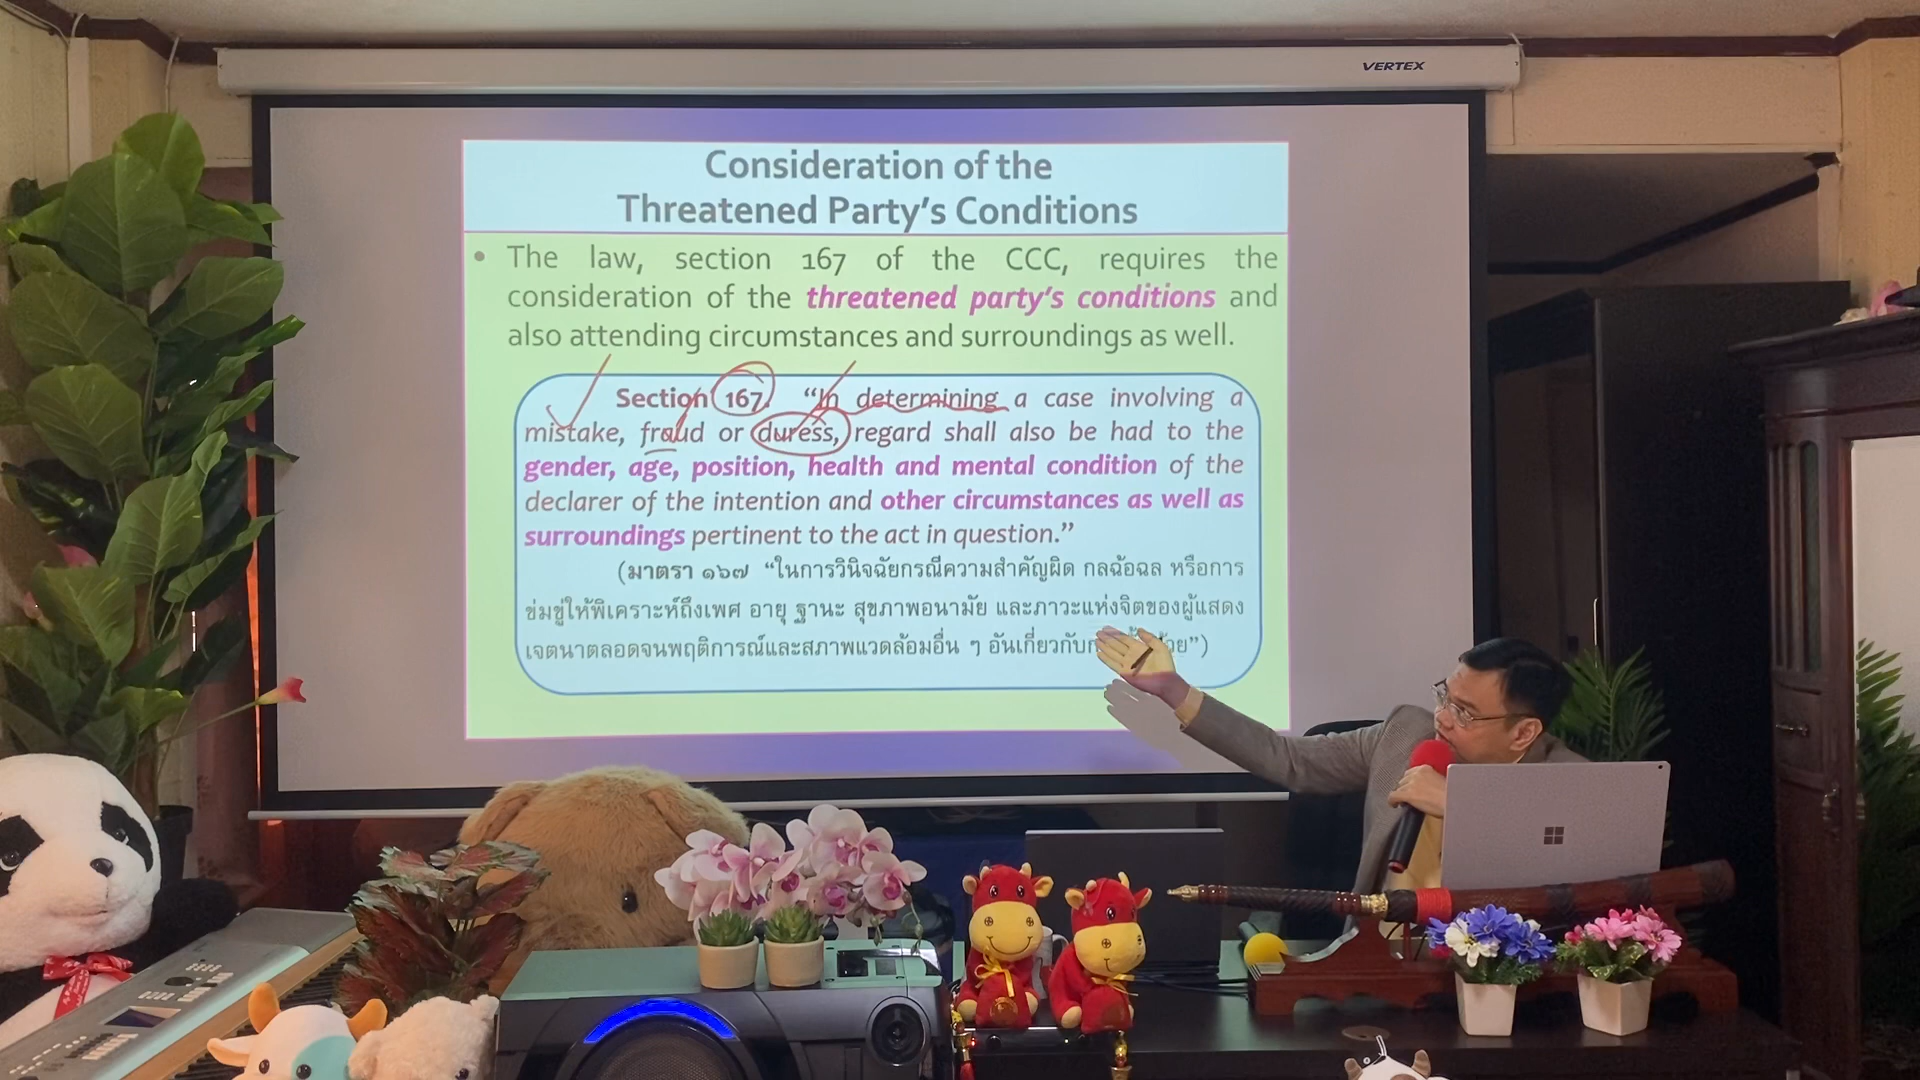 VERTEX
Consideration of the
Threatened Party's Conditions
• The law, section 167 of the CCC, requires the
consideration of the threatened party's conditions and
also attending circumstances and surroundings as well.
Section 167. “In determining a case involving a
mistake, fraud or duress, regard shall also be had to the
gender, age, position, health and mental condition of the
declarer of the intention and other circumstances as well as
surroundings pertinent to the act in question.”
(มาตรา ๑๖๗ “ในการวินิจฉัยกรณีความสำคัญผิด กลฉ้อฉล หรือการ
ข่มขู่ให้พิเคราะห์ถึงเพศ อายุ ฐานะ สุขภาพอนามัย และภาวะแห่งจิตของผู้แสดง
เจตนาตลอดจนพฤติการณ์และสภาพแวดล้อมอื่น ๆ อันเกี่ยวกับ